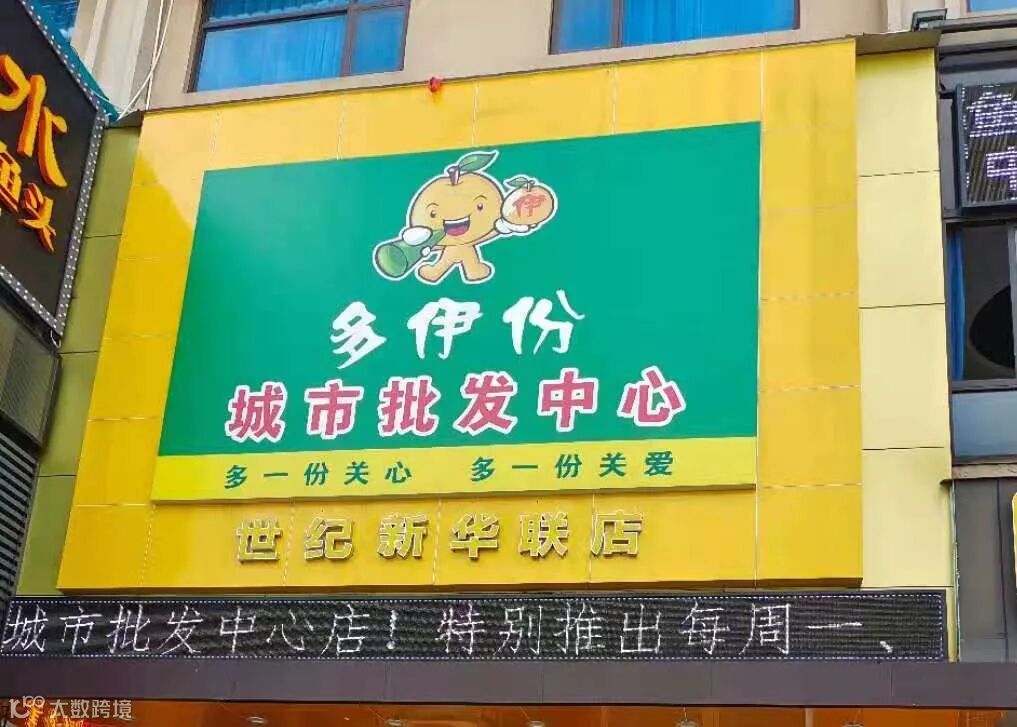 伊
多伊份
城市批发中心
多一份关心 多一份关爱
世纪新华联店
城市批发中心店！特别推出每周一、
水
渔
大数跨境